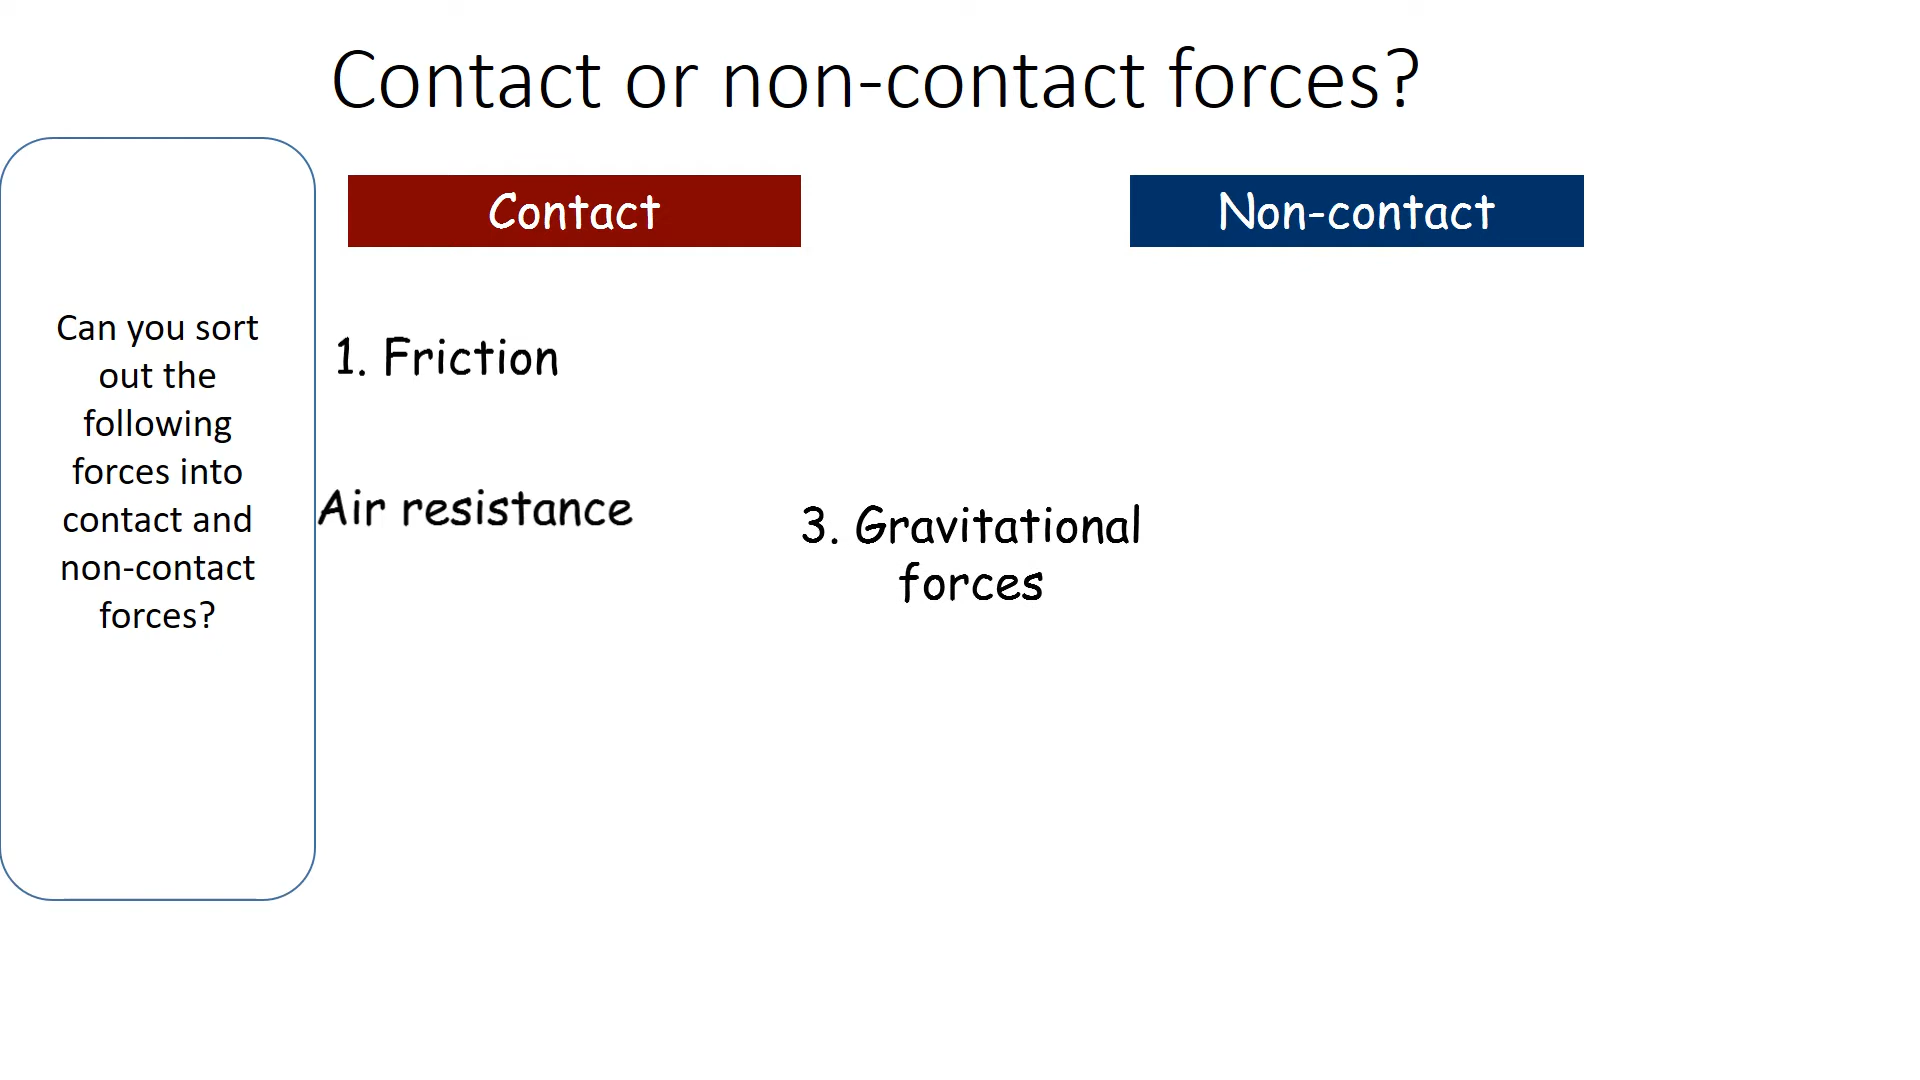 Contact or non-contact forces?
Contact
Non-contact
Can you sort
out the
following
forces into
contact and
non-contact
forces?
1. Friction
Air resistance
3. Gravitational
forces